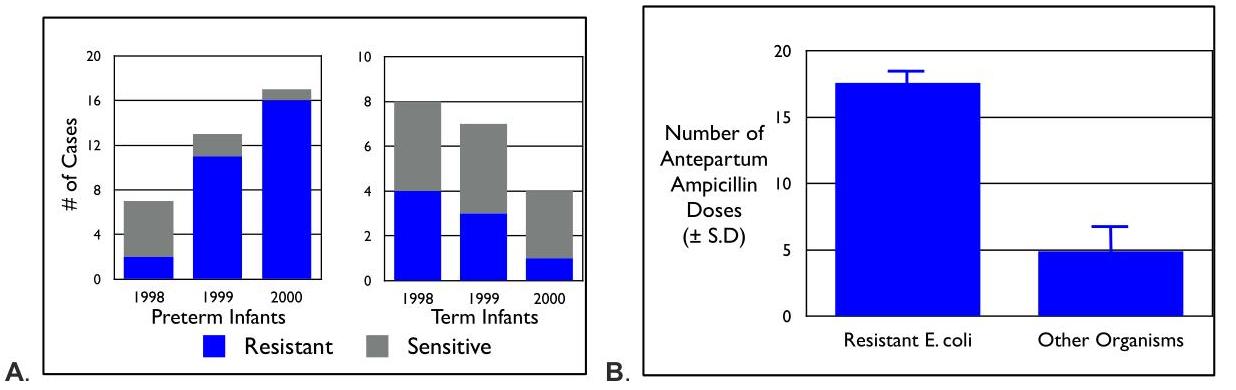 A.
# of Cases
20
16
12
8
4
0
1998 1999 2000
Preterm Infants
10
8
6
4
2
0
1998 1999 2000
Term Infants
Resistant Sensitive
B.
Number of
Antepartum
Ampicillin
Doses
(± S.D)
20
15
10
5
0
Resistant E. coli Other Organisms